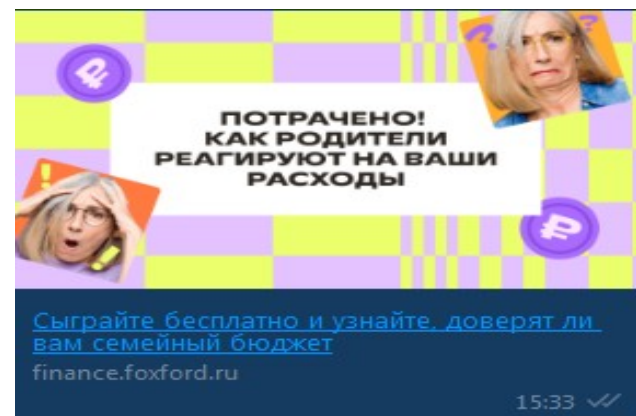 ПОТРАЧЕНО!
КАК РОДИТЕЛИ
РЕАГИРУЮТ НА ВАШИ
РАСХОДЫ
Сыграйте бесплатно и узнайте, доверят ли
вам семейный бюджет
finance.foxford.ru
15:33